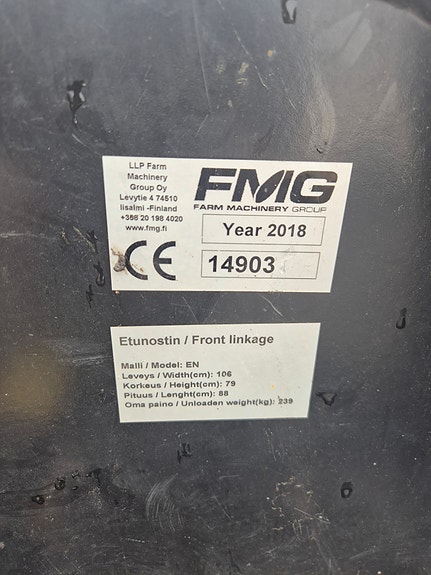 LLP Farm
Machinery
Group Oy
Levytie 4 74510
Iisalmi -Finland
+386 20 198 4020
www.fmg.fi
FMG
FARM MACHINERY GROUP
Year 2018
CE
14903
Etunostin / Front linkage
Malli / Model: EN
Leveys / Width(cm): 106
Korkeus / Height(cm): 79
Pituus / Lenght(cm): 88
Oma paino / Unloaden weight(kg): 239